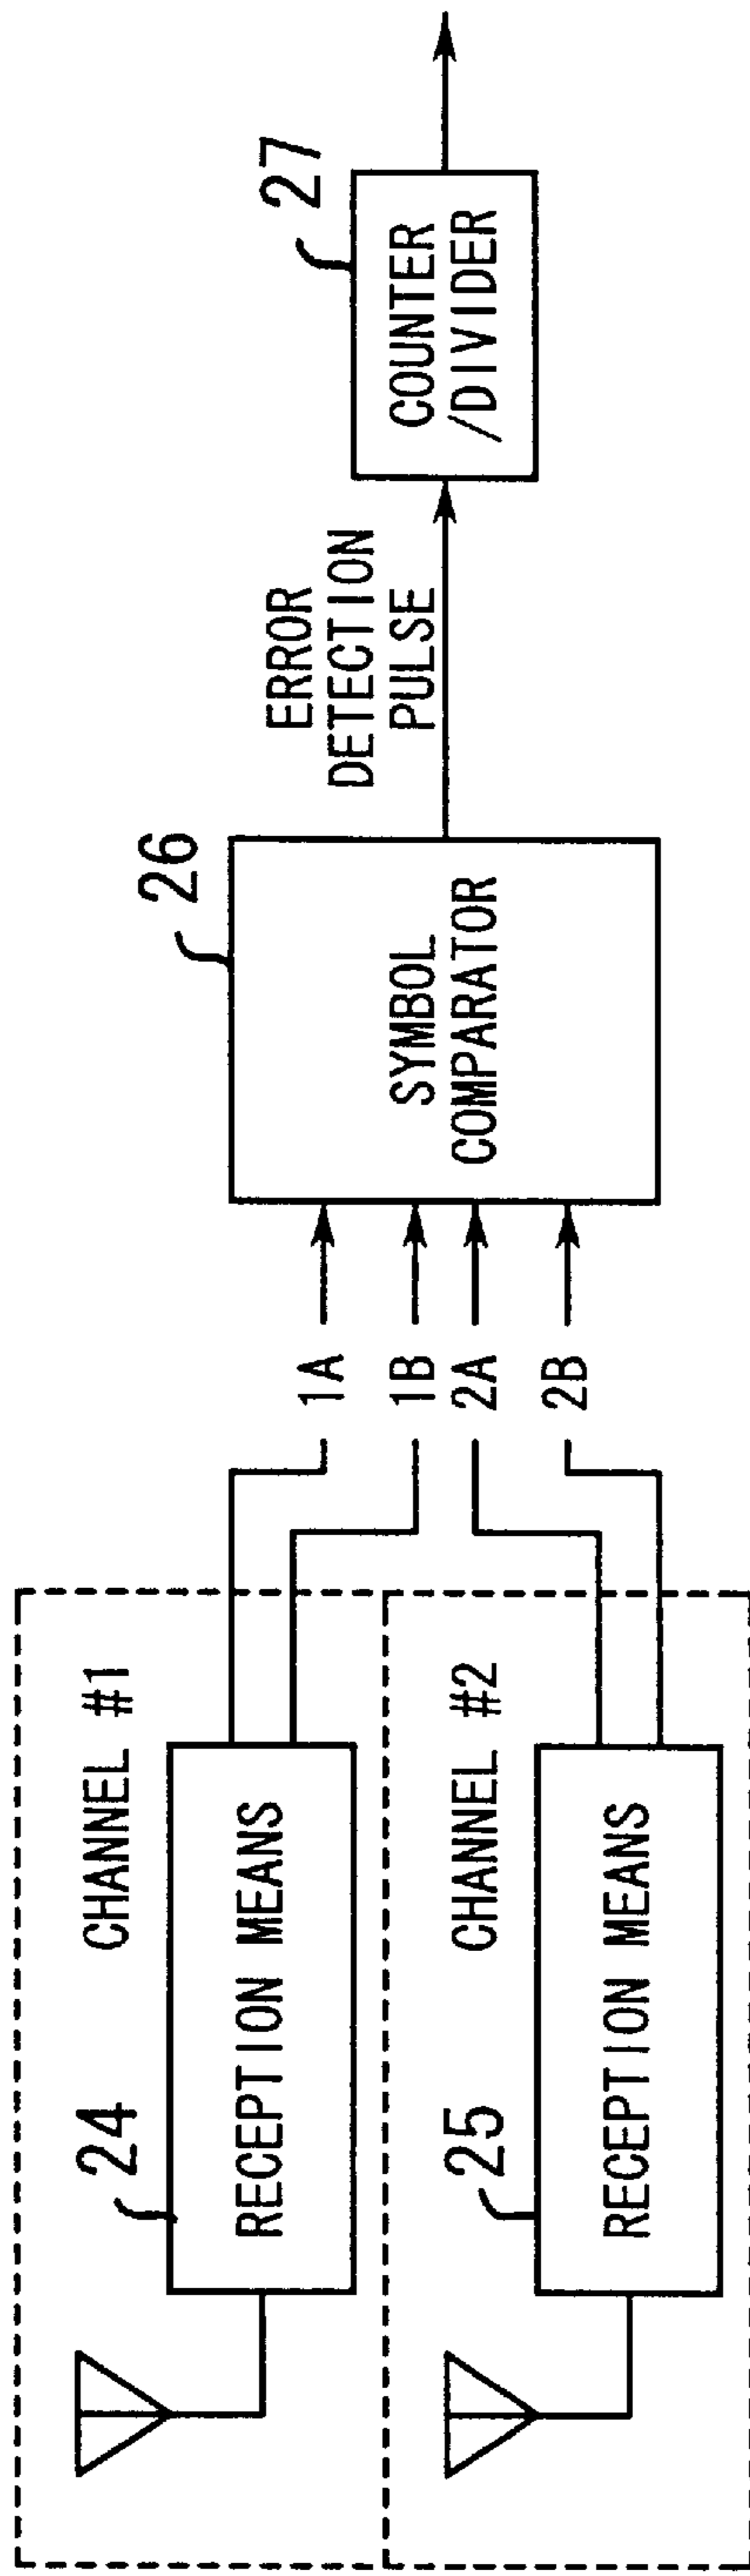 CHANNEL #1
24
RECEPTION MEANS
CHANNEL #2
25
RECEPTION MEANS
1A
1B
2A
2B
26
SYMBOL
COMPARATOR
ERROR
DETECTION
PULSE
27
COUNTER
/DIVIDER